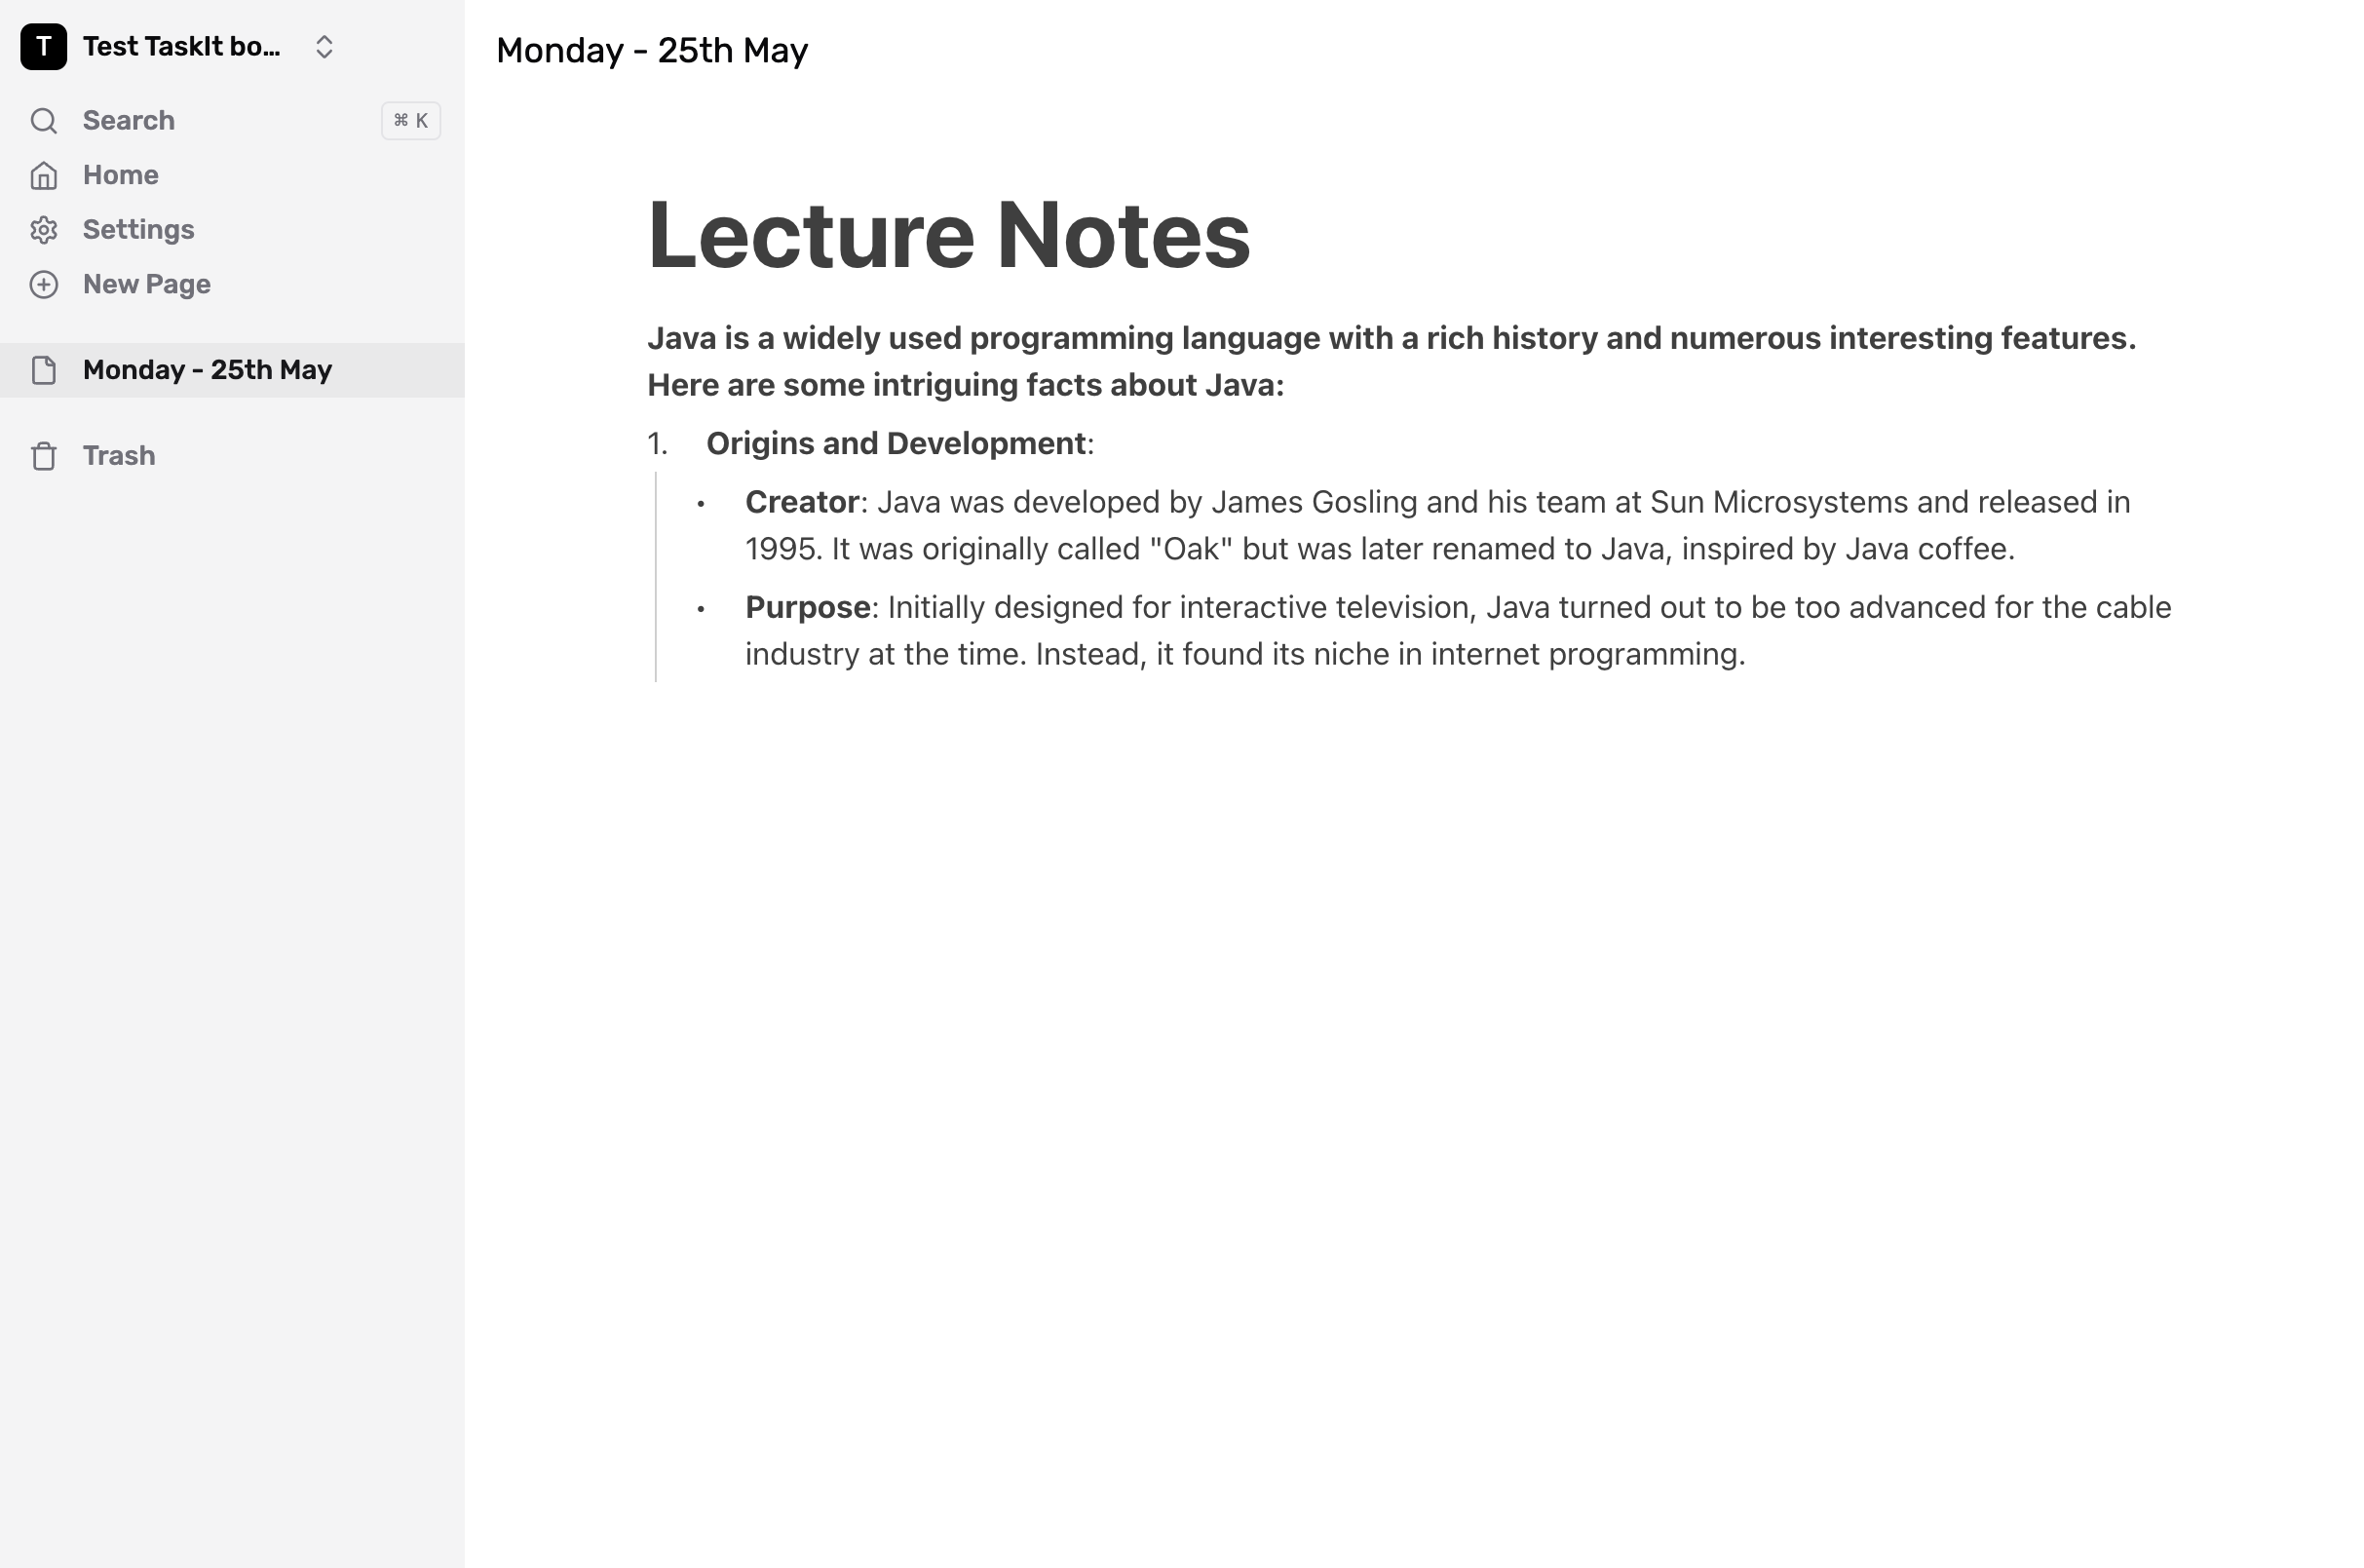 T Test TaskIt bo...
Search ⌘ K
Home
Settings
New Page
Monday - 25th May
Trash
Monday - 25th May
Lecture Notes
Java is a widely used programming language with a rich history and numerous interesting features.
Here are some intriguing facts about Java:
1. Origins and Development:
• Creator: Java was developed by James Gosling and his team at Sun Microsystems and released in
1995. It was originally called "Oak" but was later renamed to Java, inspired by Java coffee.
• Purpose: Initially designed for interactive television, Java turned out to be too advanced for the cable
industry at the time. Instead, it found its niche in internet programming.